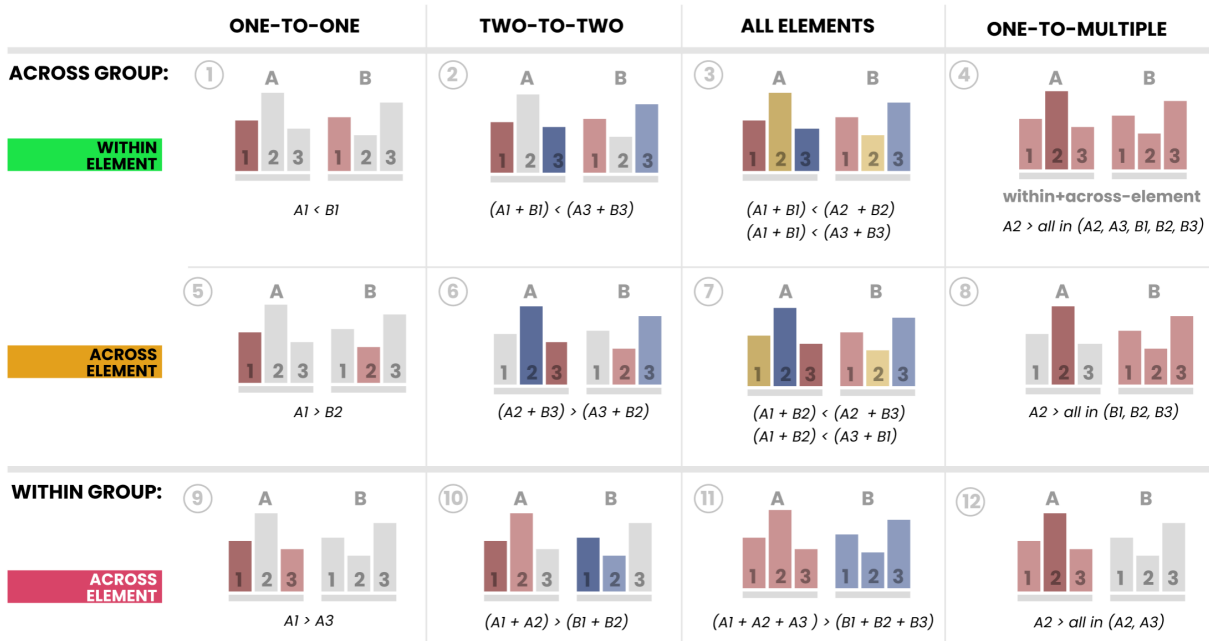 ONE-TO-ONE
TWO-TO-TWO
ALL ELEMENTS
ONE-TO-MULTIPLE
ACROSS GROUP:
WITHIN
ELEMENT
1
A B
1 2 3 1 2 3
A1 < B1
2
A B
1 2 3 1 2 3
(A1 + B1) < (A3 + B3)
3
A B
1 2 3 1 2 3
(A1 + B1) < (A2 + B2)
(A1 + B1) < (A3 + B3)
4
A B
1 2 3 1 2 3
within+across-element
A2 > all in (A2, A3, B1, B2, B3)
ACROSS
ELEMENT
5
A B
1 2 3 1 2 3
A1 > B2
6
A B
1 2 3 1 2 3
(A2 + B3) > (A3 + B2)
7
A B
1 2 3 1 2 3
(A1 + B2) < (A2 + B3)
(A1 + B2) < (A3 + B1)
8
A B
1 2 3 1 2 3
A2 > all in (B1, B2, B3)
WITHIN GROUP:
ACROSS
ELEMENT
9
A B
1 2 3 1 2 3
A1 > A3
10
A B
1 2 3 1 2 3
(A1 + A2) > (B1 + B2)
11
A B
1 2 3 1 2 3
(A1 + A2 + A3 ) > (B1 + B2 + B3)
12
A B
1 2 3 1 2 3
A2 > all in (A2, A3)